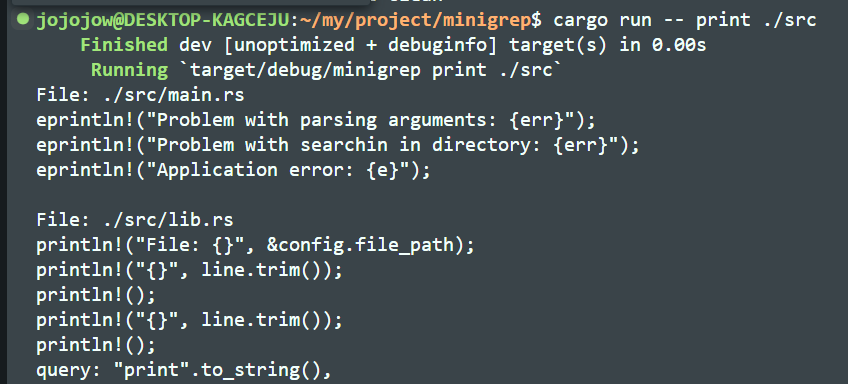 jojojow@DESKTOP-KAGCEJU:~/my/project/minigrep$ cargo run -- print ./src
Finished dev [unoptimized + debuginfo] target(s) in 0.00s
Running `target/debug/minigrep print ./src`
File: ./src/main.rs
eprintln!("Problem with parsing arguments: {err}");
eprintln!("Problem with searchin in directory: {err}");
eprintln!("Application error: {e}");

File: ./src/lib.rs
println!("File: {}", &config.file_path);
println!("{}", line.trim());
println!();
println!("{}", line.trim());
println!();
query: "print".to_string(),